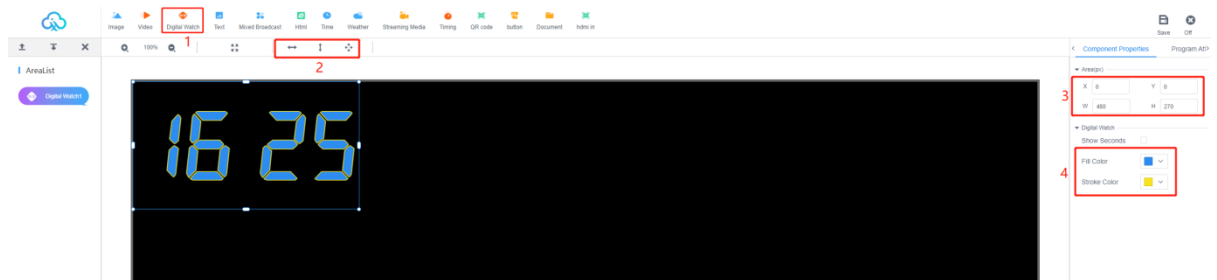 Image Video Digital Watch Text Mixed Broadcast Html Time Weather Streaming Media Timing QR code button Document hdmi in
Save Off
1
100%
2
AreaList
Digital Watch1
16 25
Component Properties Program Att
Area(px)
3
X 0 Y 0
W 480 H 270
Digital Watch
Show Seconds
4
Fill Color
Stroke Color